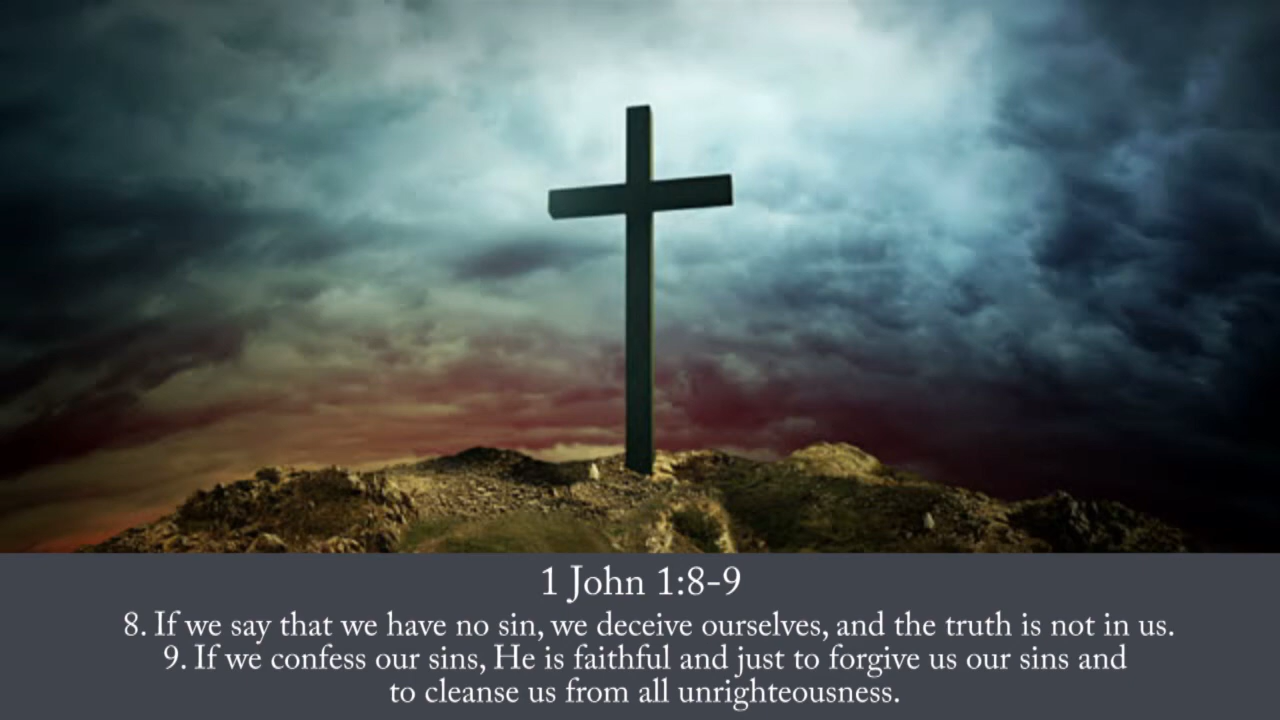 1 John 1:8-9
8. If we say that we have no sin, we deceive ourselves, and the truth is not in us.
9. If we confess our sins, He is faithful and just to forgive us our sins and
to cleanse us from all unrighteousness.